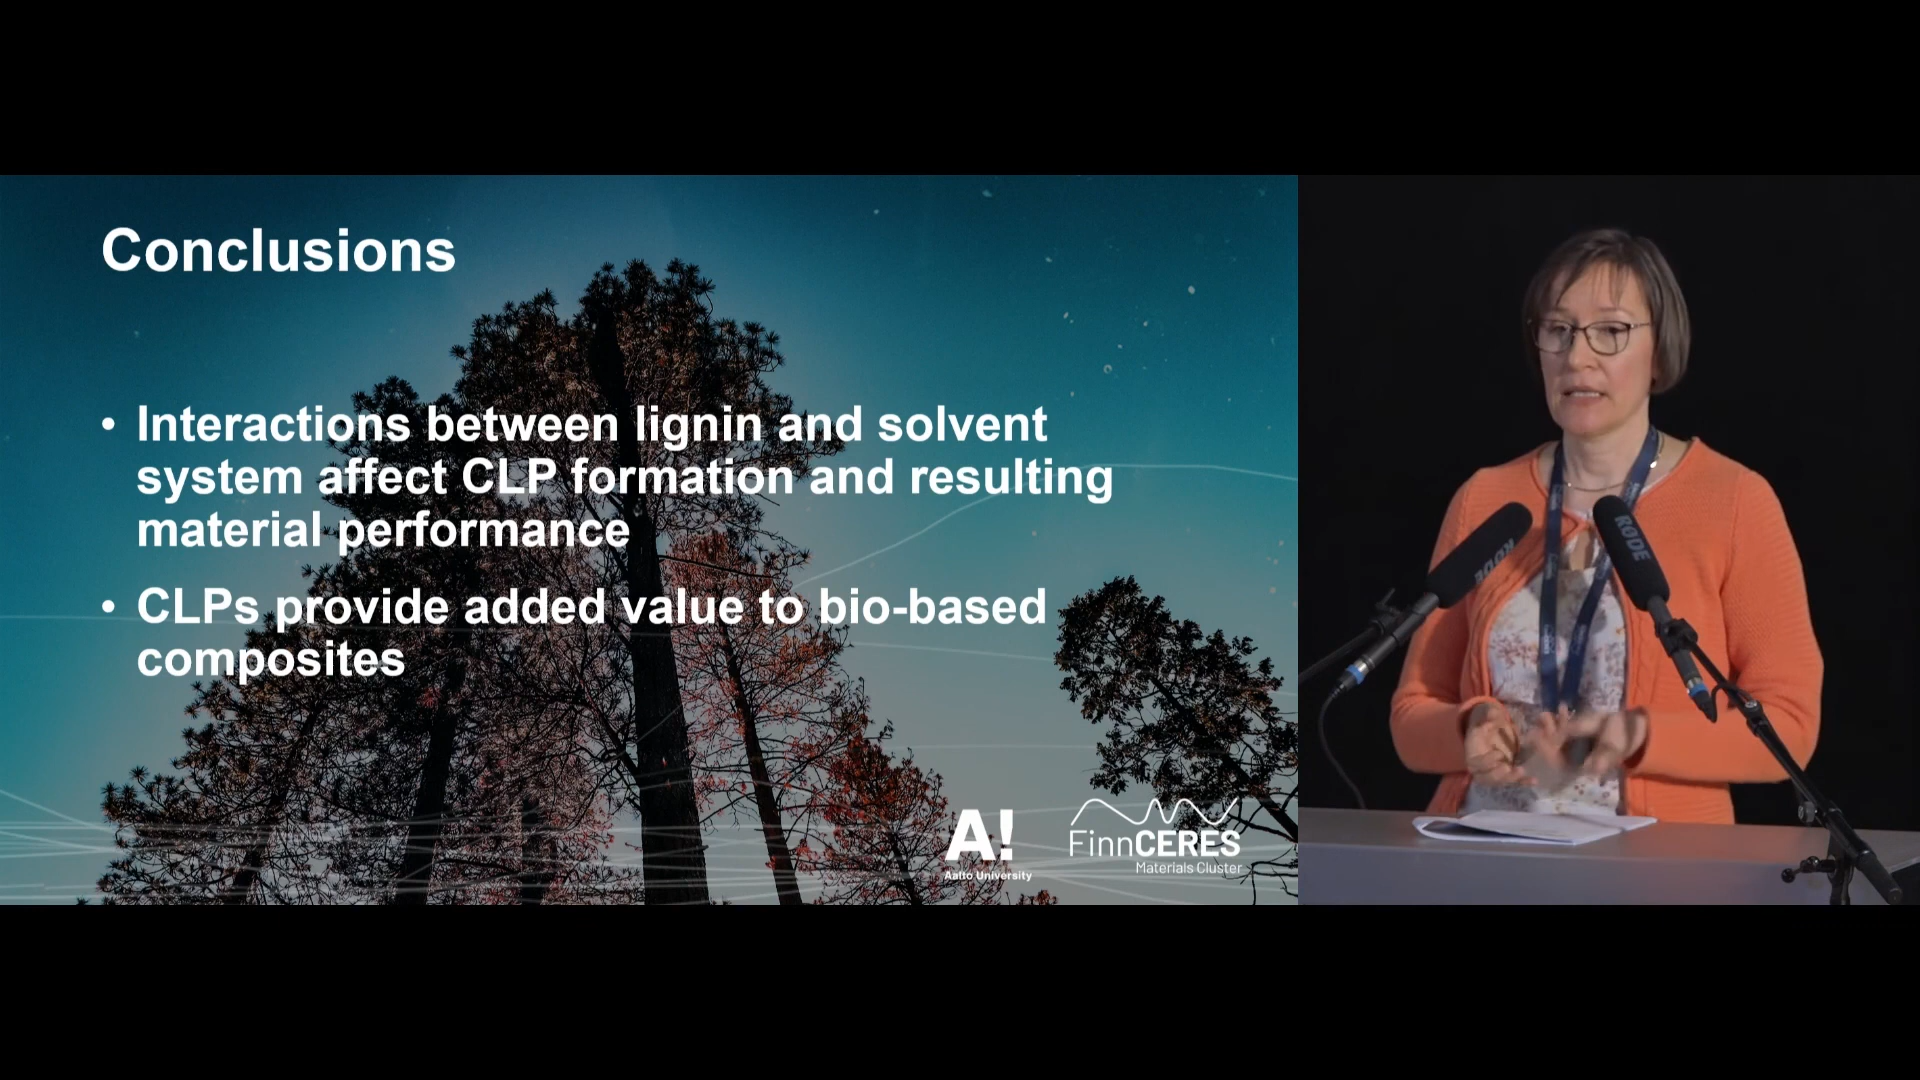 Conclusions
• Interactions between lignin and solvent
system affect CLP formation and resulting
material performance
• CLPs provide added value to bio-based
composites
A!
Aalto University
FinnCERES
Materials Cluster
RØDE
RØDE